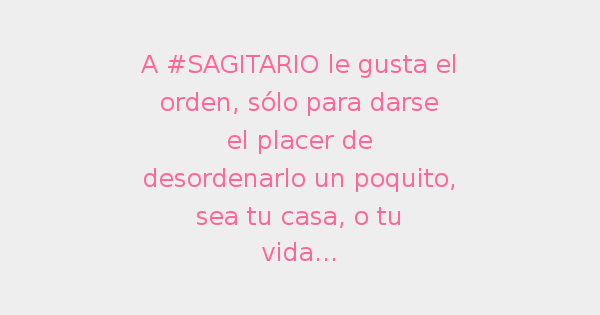 A #SAGITARIO le gusta el
orden, sólo para darse
el placer de
desordenarlo un poquito,
sea tu casa, o tu
vida...